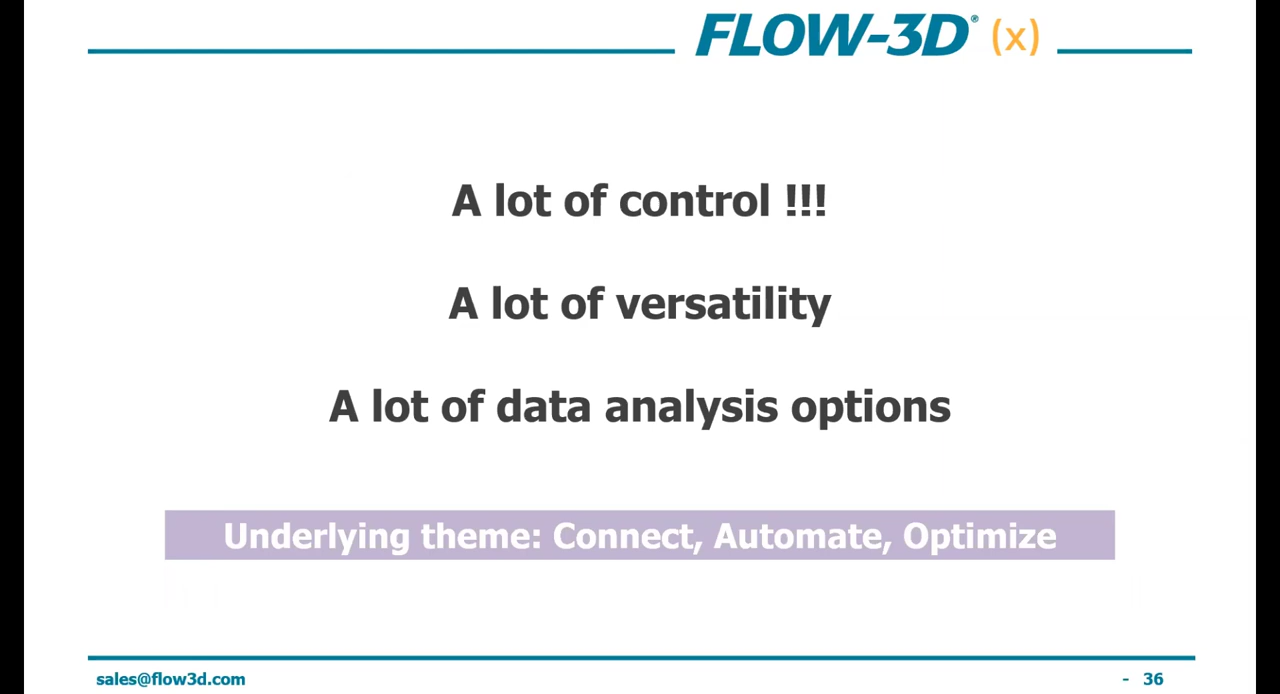 FLOW-3D® (x)
A lot of control !!!
A lot of versatility
A lot of data analysis options
Underlying theme: Connect, Automate, Optimize
sales@flow3d.com
- 36